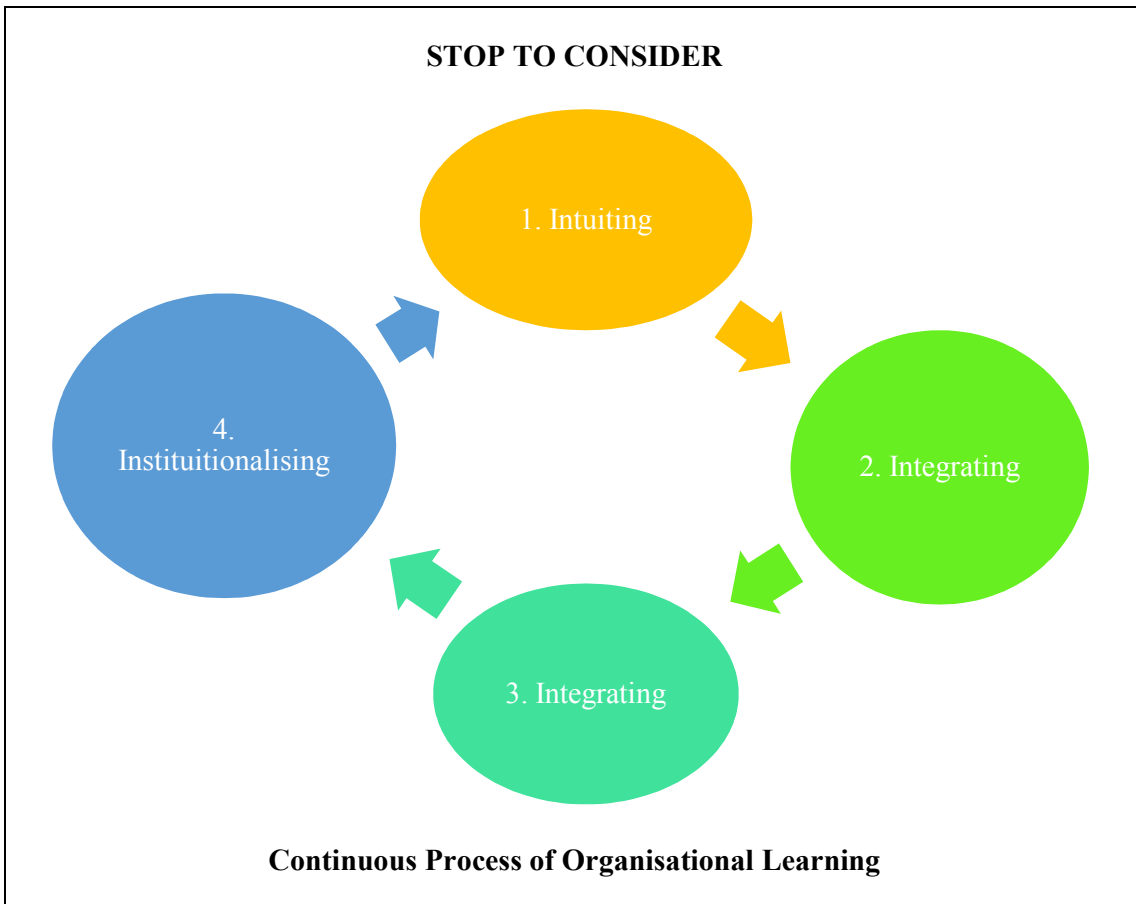 STOP TO CONSIDER
1. Intuiting
2. Integrating
3. Integrating
4.
Instituitionalising
Continuous Process of Organisational Learning